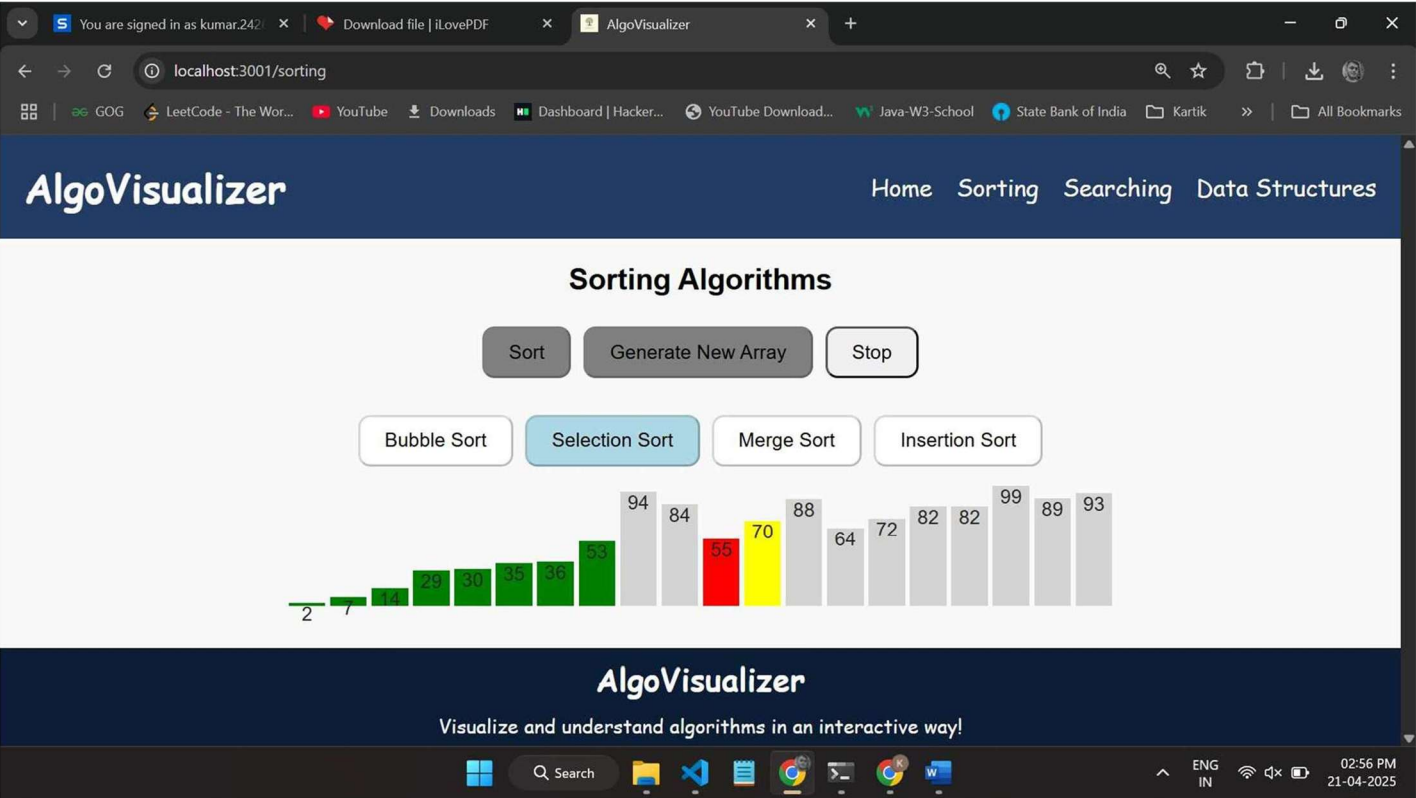 You are signed in as kumar.242
Download file | iLovePDF
AlgoVisualizer
localhost:3001/sorting
GOG
LeetCode - The Wor...
YouTube
Downloads
Dashboard | Hacker...
YouTube Download...
Java-W3-School
State Bank of India
Kartik
»
All Bookmarks
AlgoVisualizer
Home Sorting Searching Data Structures
Sorting Algorithms
Sort Generate New Array Stop
Bubble Sort Selection Sort Merge Sort Insertion Sort
2 7 14 29 30 35 36 53 94 84 55 70 88 64 72 82 82 99 89 93
AlgoVisualizer
Visualize and understand algorithms in an interactive way!
Search
ENG
IN
02:56 PM
21-04-2025